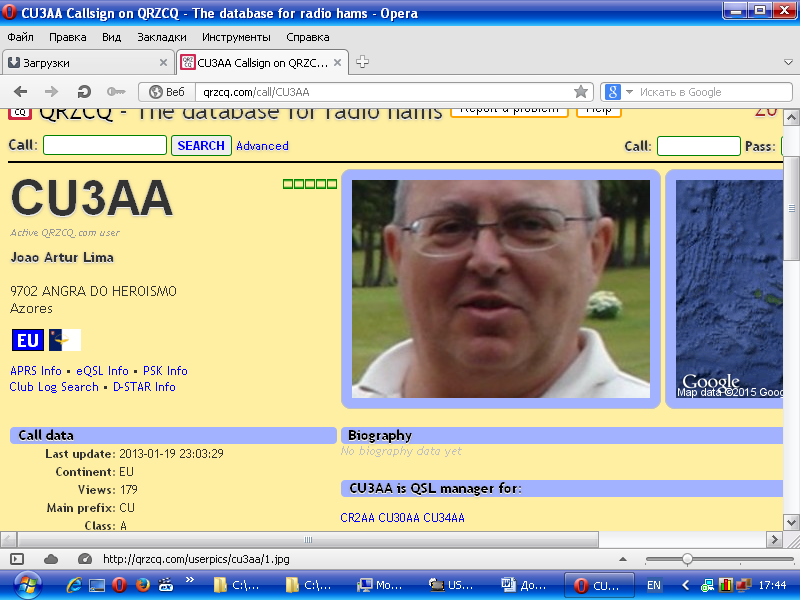 CU3AA Callsign on QRZCQ - The database for radio hams - Opera
Файл Правка Вид Закладки Инструменты Справка
Загрузки
CU3AA Callsign on QRZC...
Веб
qrzcq.com/call/CU3AA
Искать в Google
QRZCQ - The database for radio hams
Report a problem
Help
Call:
SEARCH
Advanced
Call:
Pass:
CU3AA
Active QRZCQ.com user
Joao Artur Lima
9702 ANGRA DO HEROISMO
Azores
EU
APRS Info • eQSL Info • PSK Info
Club Log Search • D-STAR Info
Google
Map data ©2015 Goog
Call data
Last update: 2013-01-19 23:03:29
Continent: EU
Views: 179
Main prefix: CU
Class: A
Biography
No biography data yet
CU3AA is QSL manager for:
CR2AA CU30AA CU34AA
http://qrzcq.com/userpics/cu3aa/1.jpg
C:\...
C:\...
Mo...
US...
До...
CU...
EN
17:44